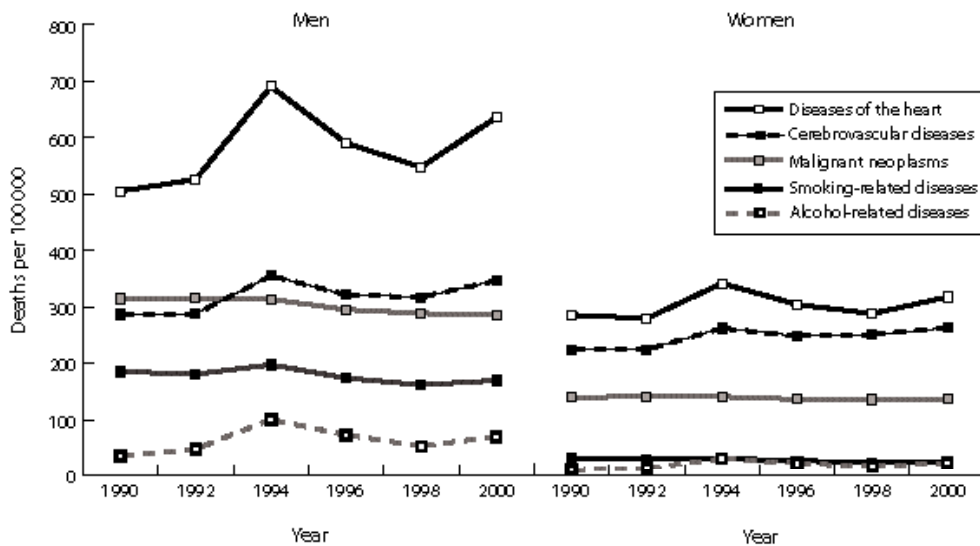 Men
Women
800
700
600
500
400
300
200
100
0
Deaths per 100 000
Diseases of the heart
Cerebrovascular diseases
Malignant neoplasms
Smoking-related diseases
Alcohol-related diseases
1990 1992 1994 1996 1998 2000
1990 1992 1994 1996 1998 2000
Year
Year